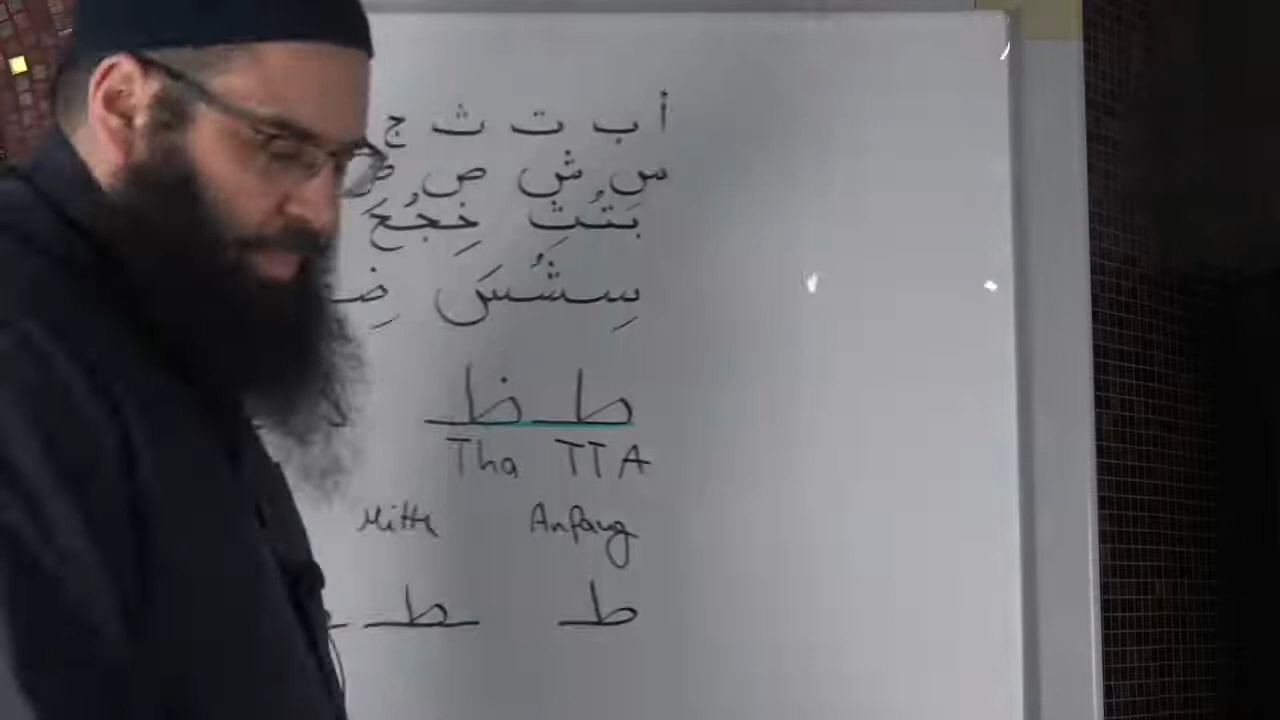 أ ب ت ث ج
س ش ص ض
بَتُثِ خِجُحَ
سِشُسَ ضِ
ط ظ
TTA Tha
Anfang Mitte
ط ط